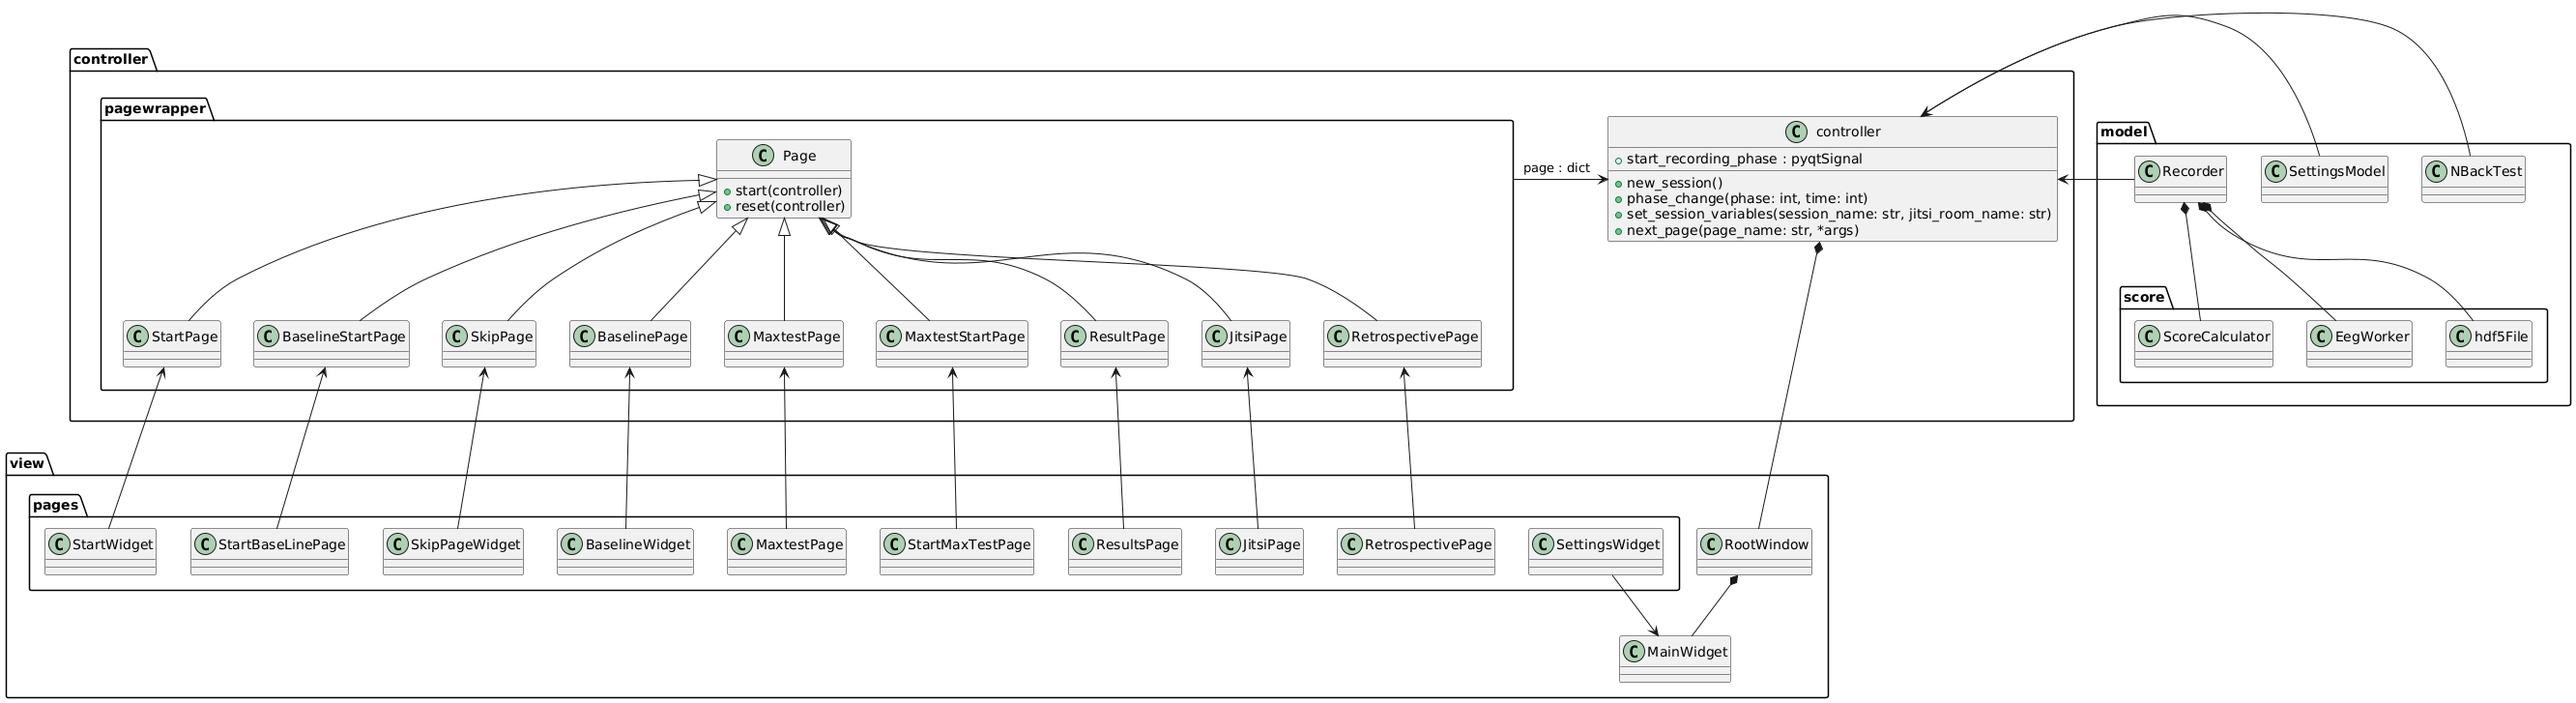 controller
pagewrapper
C Page
start(controller)
reset(controller)
page : dict
C controller
start_recording_phase : pyqtSignal
new_session()
phase_change(phase: int, time: int)
set_session_variables(session_name: str, jitsi_room_name: str)
next_page(page_name: str, *args)
model
C Recorder
C SettingsModel
C NBackTest
score
C ScoreCalculator
C EegWorker
C hdf5File
C StartPage
C BaselineStartPage
C SkipPage
C BaselinePage
C MaxtestPage
C MaxtestStartPage
C ResultPage
C JitsiPage
C RetrospectivePage
view
pages
C StartWidget
C StartBaseLinePage
C SkipPageWidget
C BaselineWidget
C MaxtestPage
C StartMaxTestPage
C ResultsPage
C JitsiPage
C RetrospectivePage
C SettingsWidget
C RootWindow
C MainWidget